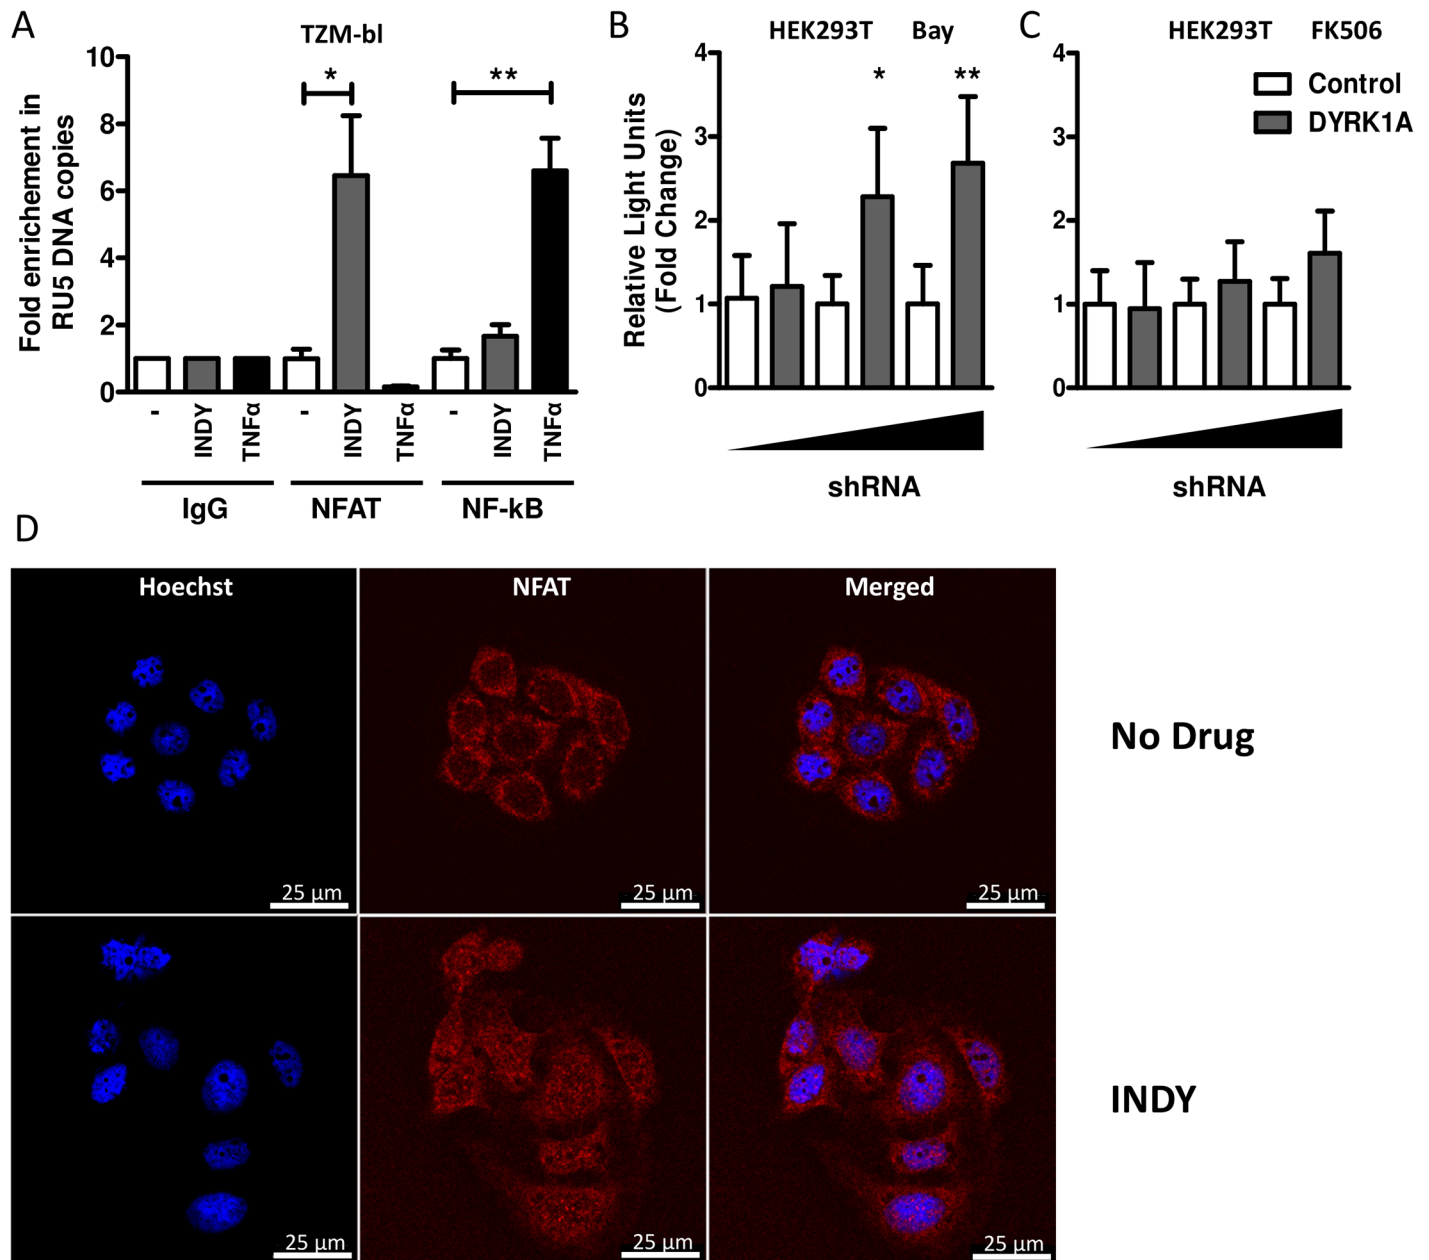 A
TZM-bl
Fold enrichement in
RU5 DNA copies
10
8
6
4
2
0
*
**
-
INDY
TNFα
-
INDY
TNFα
-
INDY
TNFα
IgG
NFAT
NF-kB
B
HEK293T Bay
Relative Light Units
(Fold Change)
4
3
2
1
0
*
**
shRNA
C
HEK293T FK506
4
3
2
1
0
Control
DYRK1A
shRNA
D
Hoechst
NFAT
Merged
25 µm
25 µm
25 µm
No Drug
25 µm
25 µm
25 µm
INDY